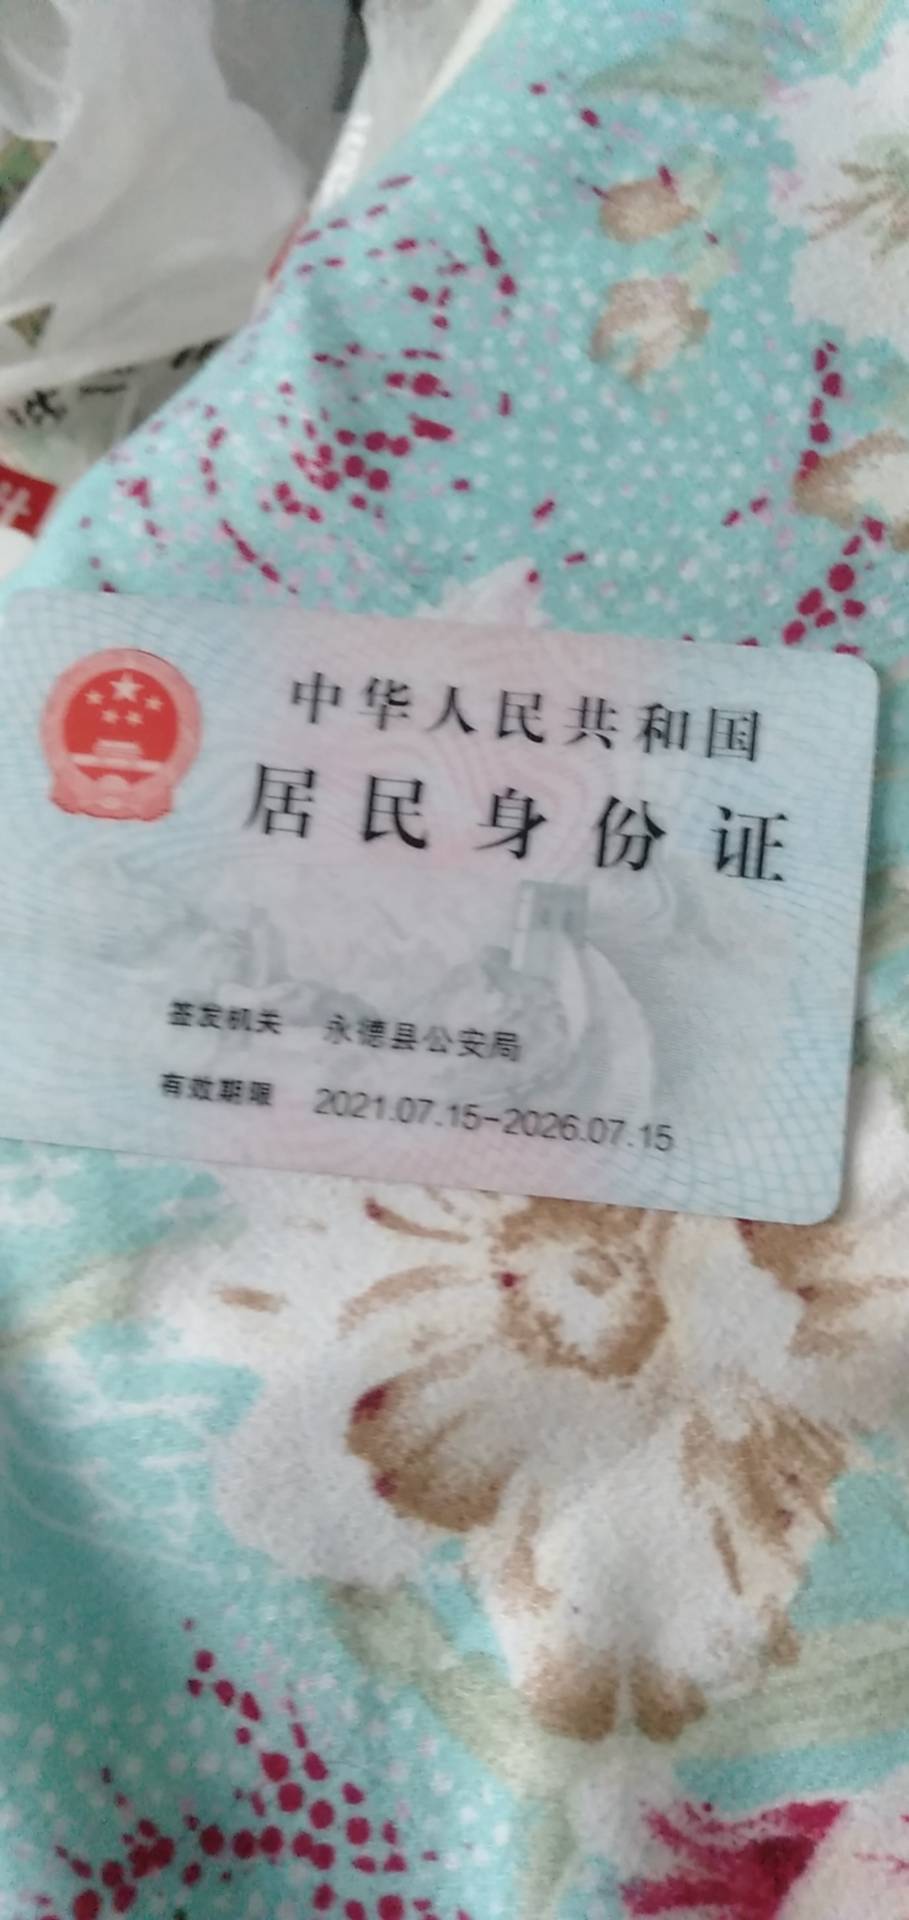 中华人民共和国
居民身份证
签发机关 永德县公安局
有效期限 2021.07.15-2026.07.15